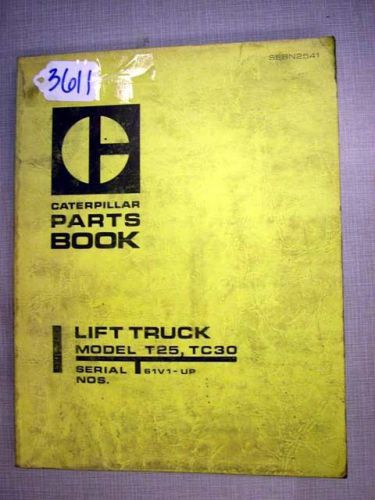 SEBN2541
3611
CATERPILLAR
PARTS
BOOK
LIFT TRUCK
MODEL T25, TC30
SERIAL 61V1-UP
NOS.